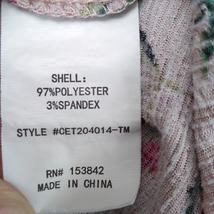 SHELL:
97%POLYESTER
3%SPANDEX
STYLE #CET204014-TM
RN# 153842
MADE IN CHINA